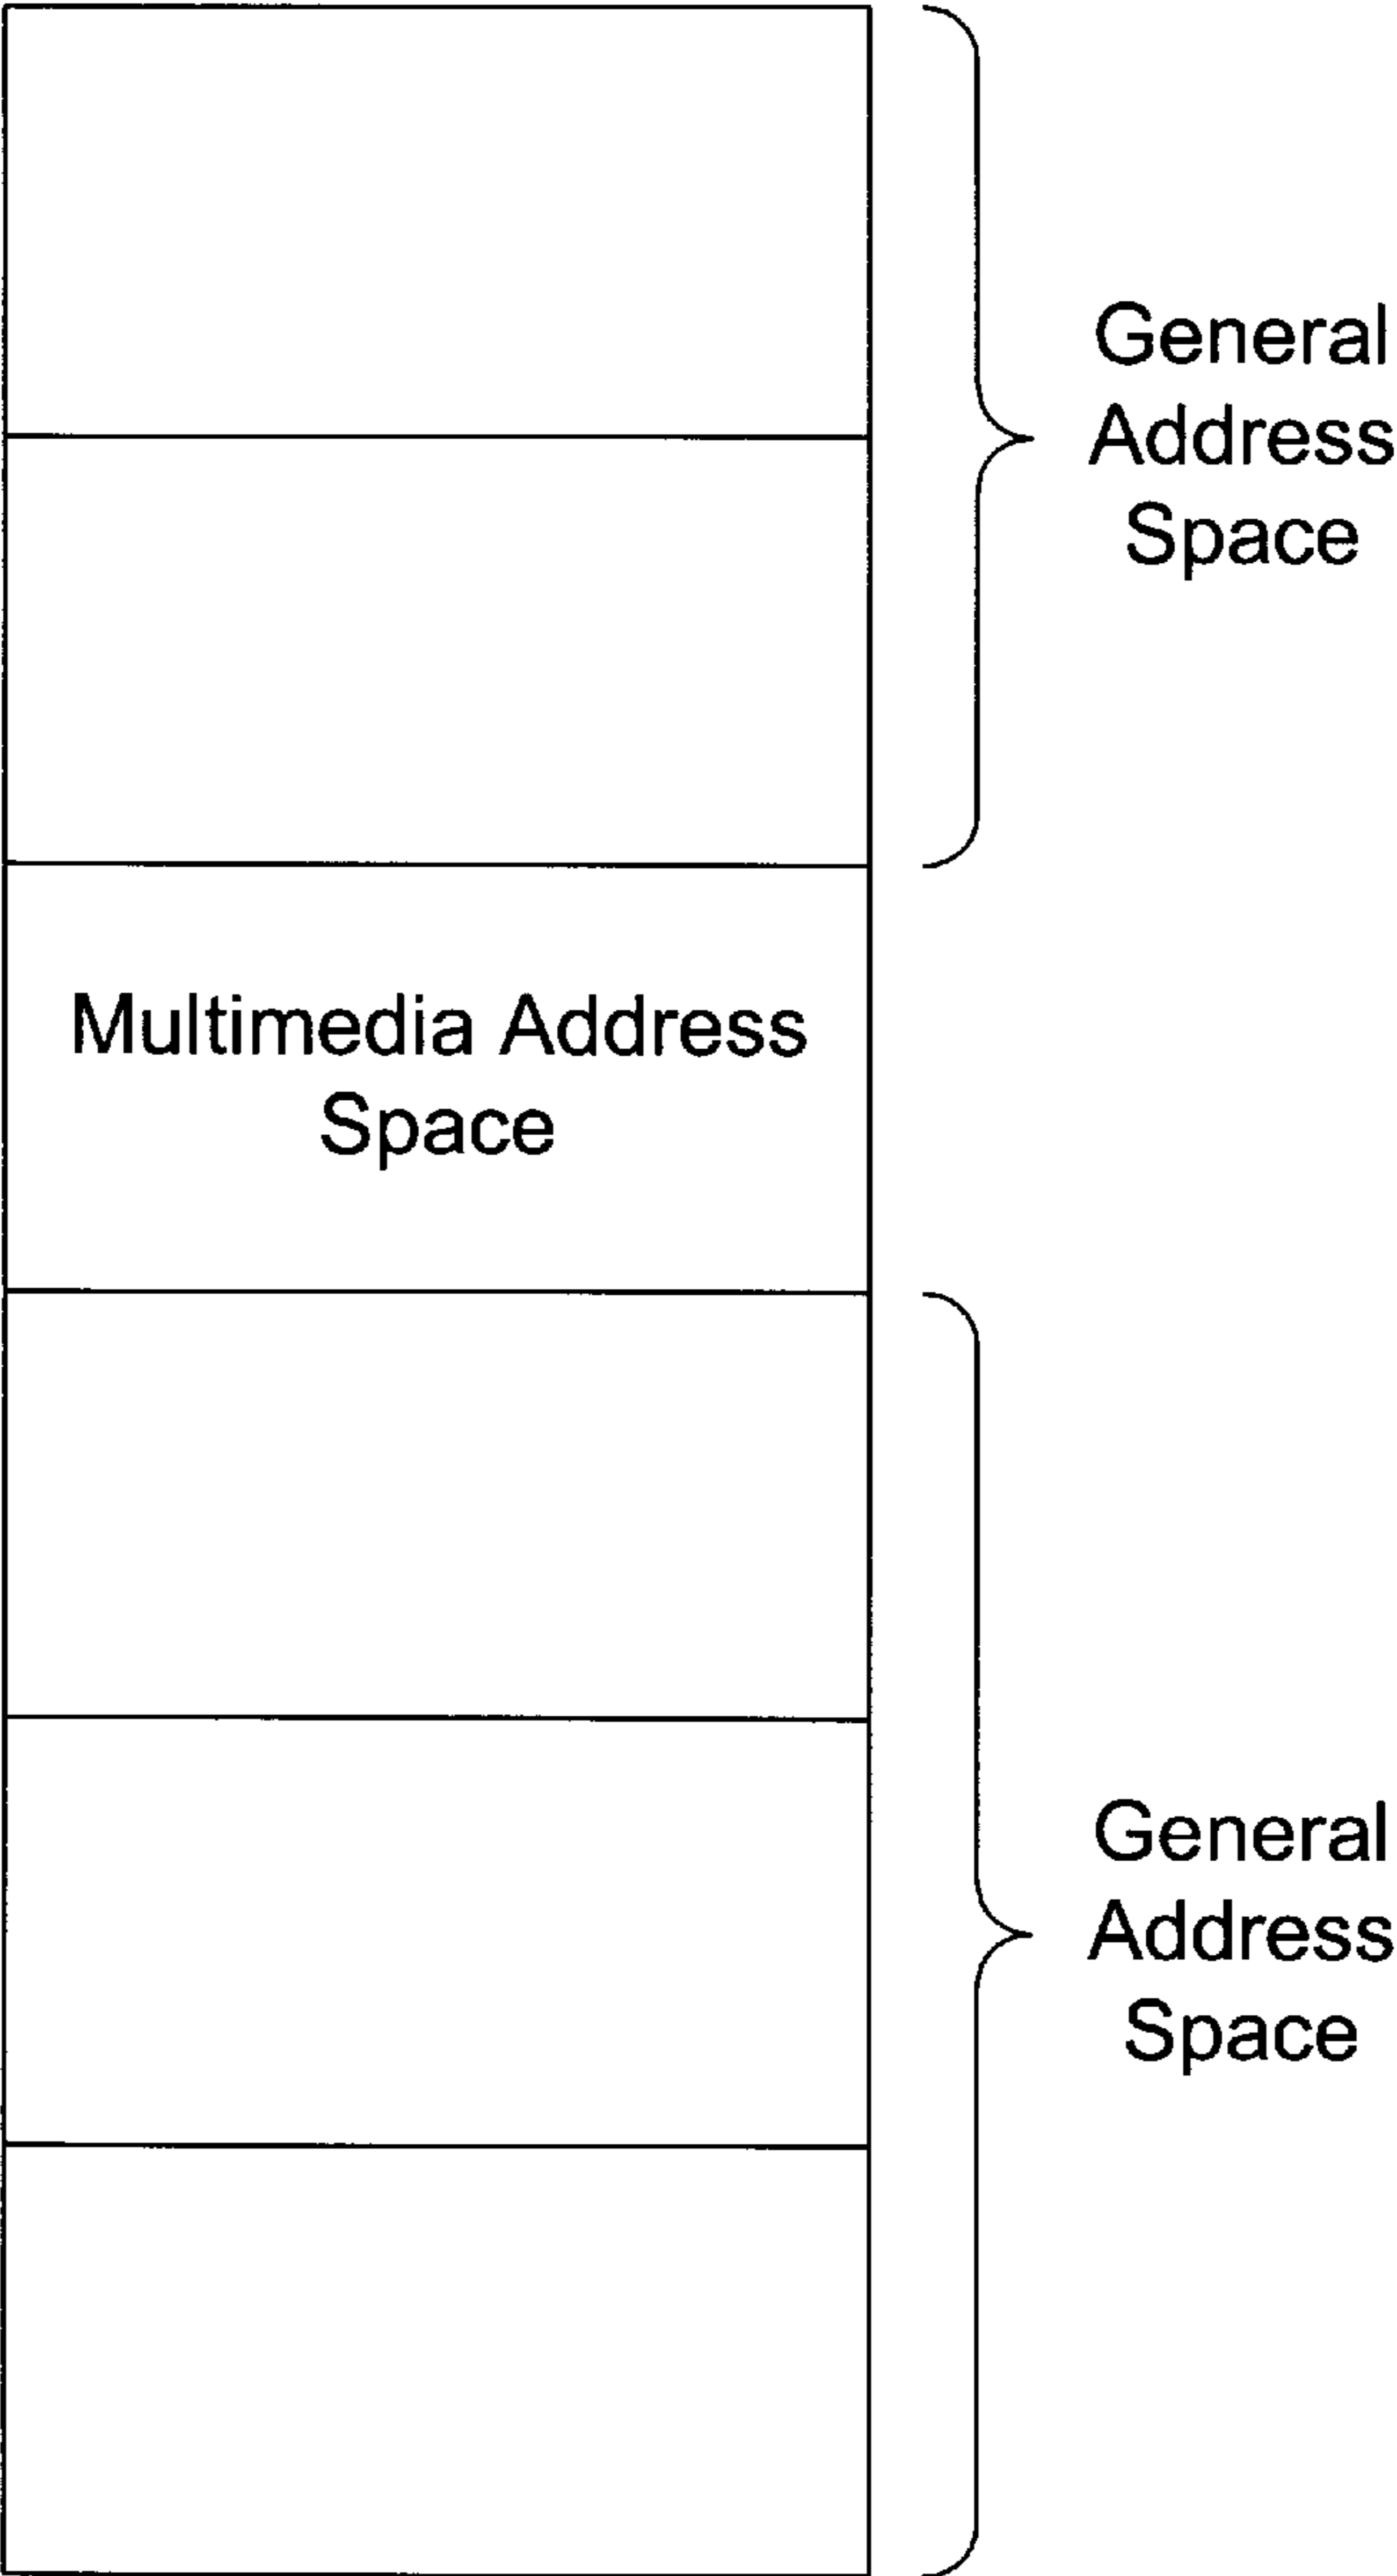 General
Address
Space
Multimedia Address
Space
General
Address
Space